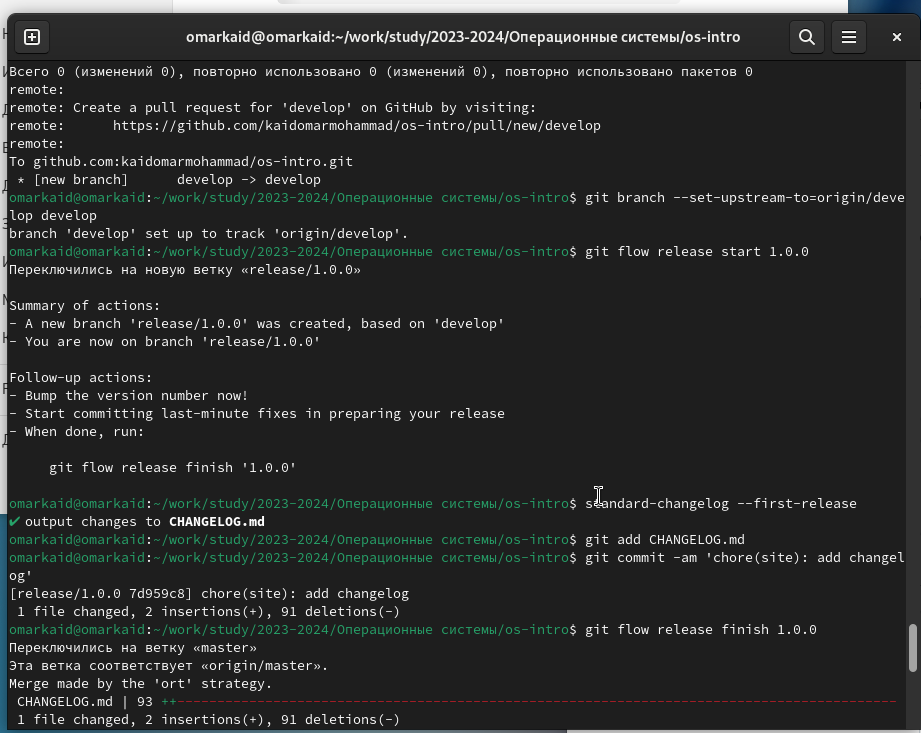 omarkaid@omarkaid:~/work/study/2023-2024/Операционные системы/os-intro
Всего 0 (изменений 0), повторно использовано 0 (изменений 0), повторно использовано пакетов 0
remote:
remote: Create a pull request for 'develop' on GitHub by visiting:
remote:      https://github.com/kaidomarmohammad/os-intro/pull/new/develop
remote:
To github.com:kaidomarmohammad/os-intro.git
 * [new branch]      develop -> develop
omarkaid@omarkaid:~/work/study/2023-2024/Операционные системы/os-intro$ git branch --set-upstream-to=origin/deve
lop develop
branch 'develop' set up to track 'origin/develop'.
omarkaid@omarkaid:~/work/study/2023-2024/Операционные системы/os-intro$ git flow release start 1.0.0
Переключились на новую ветку «release/1.0.0»
Summary of actions:
- A new branch 'release/1.0.0' was created, based on 'develop'
- You are now on branch 'release/1.0.0'
Follow-up actions:
- Bump the version number now!
- Start committing last-minute fixes in preparing your release
- When done, run:
     git flow release finish '1.0.0'
omarkaid@omarkaid:~/work/study/2023-2024/Операционные системы/os-intro$ standard-changelog --first-release
✔ output changes to CHANGELOG.md
omarkaid@omarkaid:~/work/study/2023-2024/Операционные системы/os-intro$ git add CHANGELOG.md
omarkaid@omarkaid:~/work/study/2023-2024/Операционные системы/os-intro$ git commit -am 'chore(site): add changel
og'
[release/1.0.0 7d959c8] chore(site): add changelog
 1 file changed, 2 insertions(+), 91 deletions(-)
omarkaid@omarkaid:~/work/study/2023-2024/Операционные системы/os-intro$ git flow release finish 1.0.0
Переключились на ветку «master»
Эта ветка соответствует «origin/master».
Merge made by the 'ort' strategy.
 CHANGELOG.md | 93 ++------------------------------------------------------------------------------------------
 1 file changed, 2 insertions(+), 91 deletions(-)